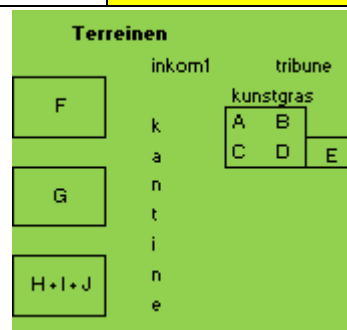 Terreinen
inkom1 tribune
kunstgras
F
k
A B
a
C D E
n
G
t
i
n
H+I+J
e